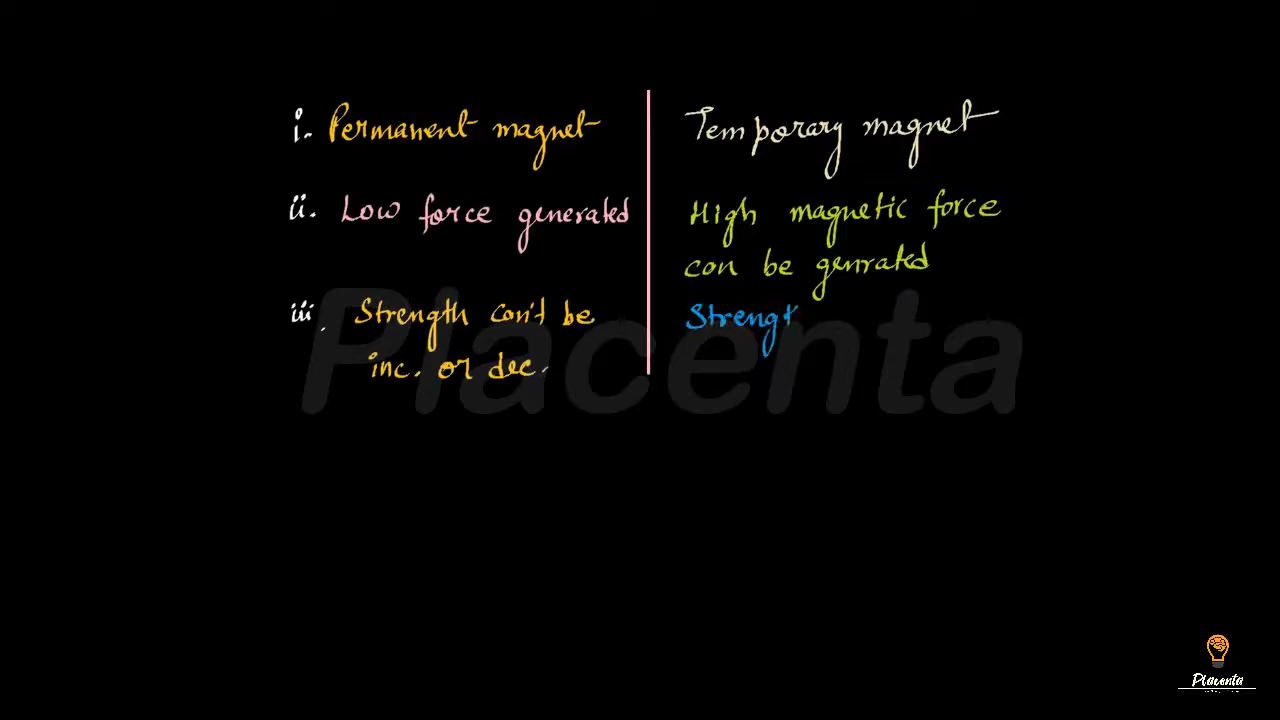 i. Permanent magnet
Temporary magnet
ii. Low force generated
High magnetic force
can be genrated
iii. Strength can't be
inc. or dec.
Strengt
Placenta
Placenta